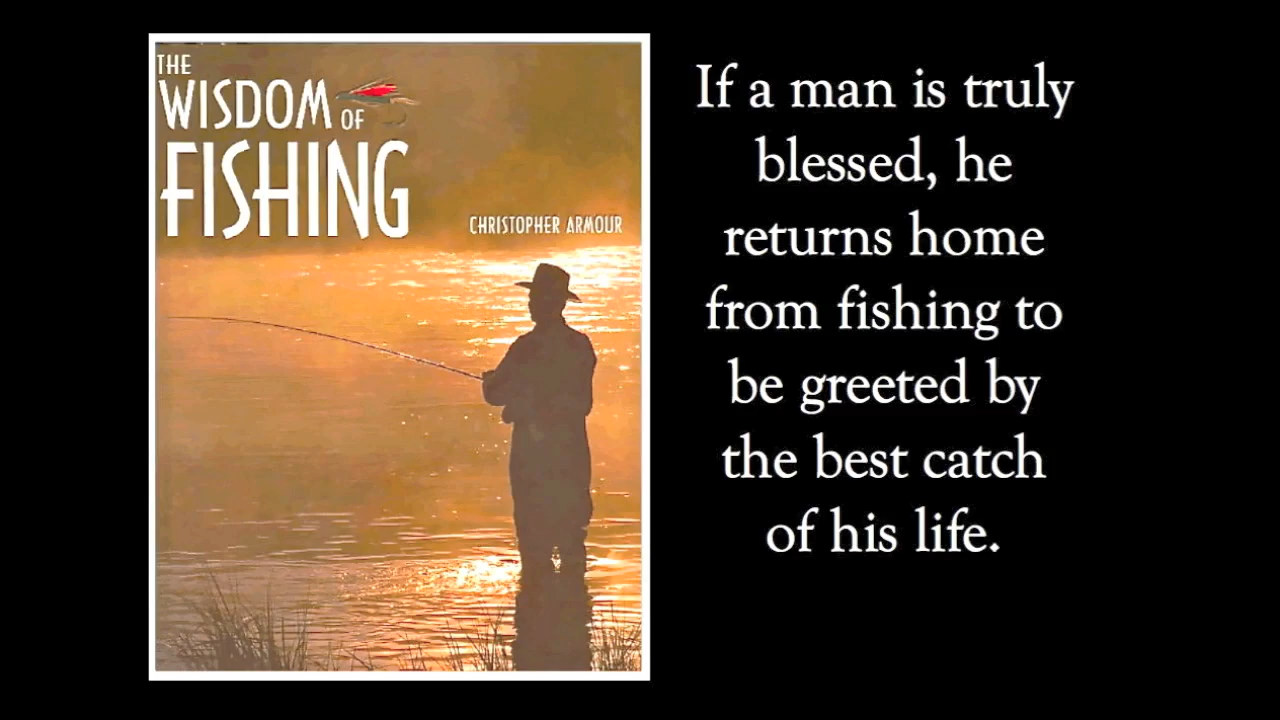 THE
WISDOM OF
FISHING
CHRISTOPHER ARMOUR
If a man is truly
blessed, he
returns home
from fishing to
be greeted by
the best catch
of his life.